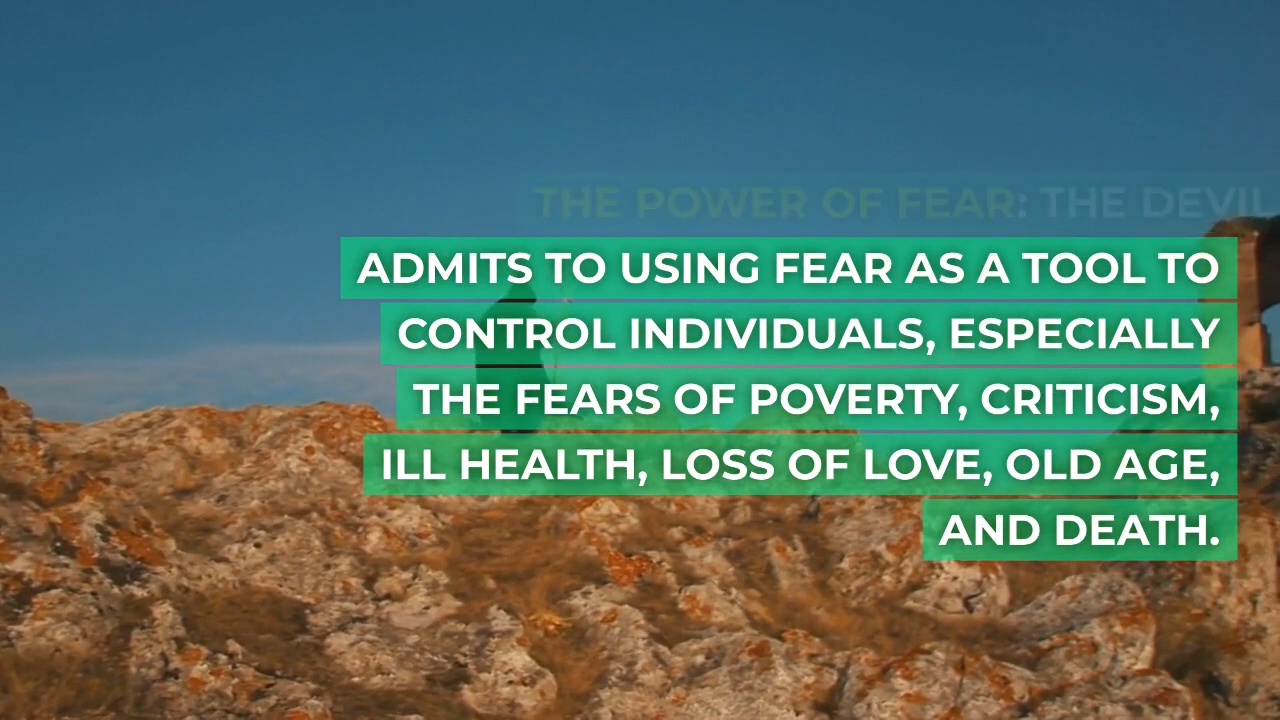 THE POWER OF FEAR: THE DEVIL
ADMITS TO USING FEAR AS A TOOL TO
CONTROL INDIVIDUALS, ESPECIALLY
THE FEARS OF POVERTY, CRITICISM,
ILL HEALTH, LOSS OF LOVE, OLD AGE,
AND DEATH.